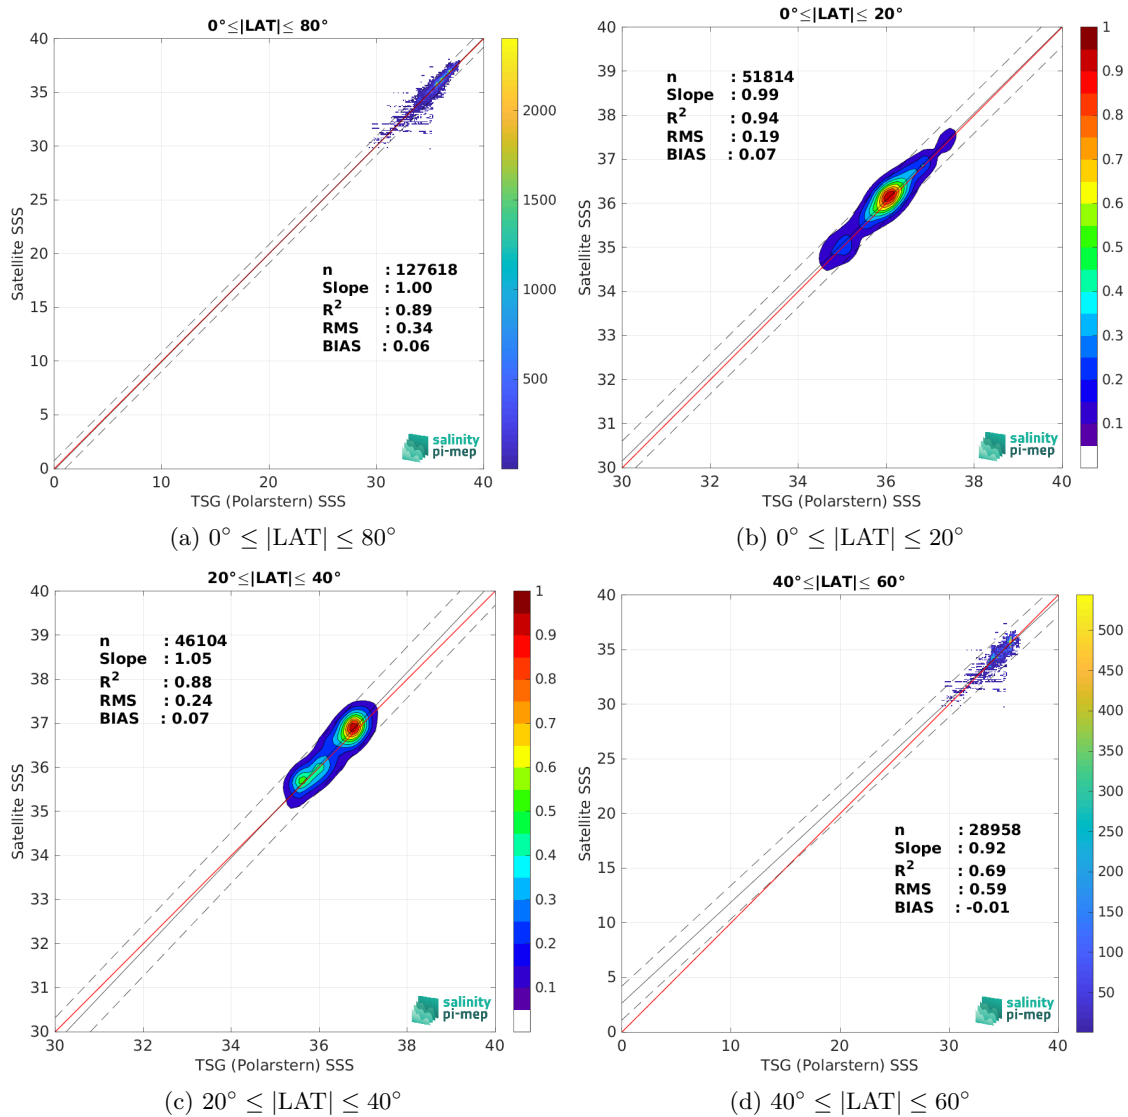 0°≤|LAT|≤ 80°
40
35
30
25
20
15
10
5
0
0
10
20
30
40
Satellite SSS
TSG (Polarstern) SSS
n : 127618
Slope : 1.00
R² : 0.89
RMS : 0.34
BIAS : 0.06
2000
1500
1000
500
salinity
pi-mep
(a) 0° ≤ |LAT| ≤ 80°
0°≤|LAT|≤ 20°
40
39
38
37
36
35
34
33
32
31
30
30
32
34
36
38
40
Satellite SSS
TSG (Polarstern) SSS
n : 51814
Slope : 0.99
R² : 0.94
RMS : 0.19
BIAS : 0.07
1
0.9
0.8
0.7
0.6
0.5
0.4
0.3
0.2
0.1
salinity
pi-mep
(b) 0° ≤ |LAT| ≤ 20°
20°≤|LAT|≤ 40°
40
39
38
37
36
35
34
33
32
31
30
30
32
34
36
38
40
Satellite SSS
TSG (Polarstern) SSS
n : 46104
Slope : 1.05
R² : 0.88
RMS : 0.24
BIAS : 0.07
1
0.9
0.8
0.7
0.6
0.5
0.4
0.3
0.2
0.1
salinity
pi-mep
(c) 20° ≤ |LAT| ≤ 40°
40°≤|LAT|≤ 60°
40
35
30
25
20
15
10
5
0
0
10
20
30
40
Satellite SSS
TSG (Polarstern) SSS
n : 28958
Slope : 0.92
R² : 0.69
RMS : 0.59
BIAS : -0.01
500
450
400
350
300
250
200
150
100
50
salinity
pi-mep
(d) 40° ≤ |LAT| ≤ 60°